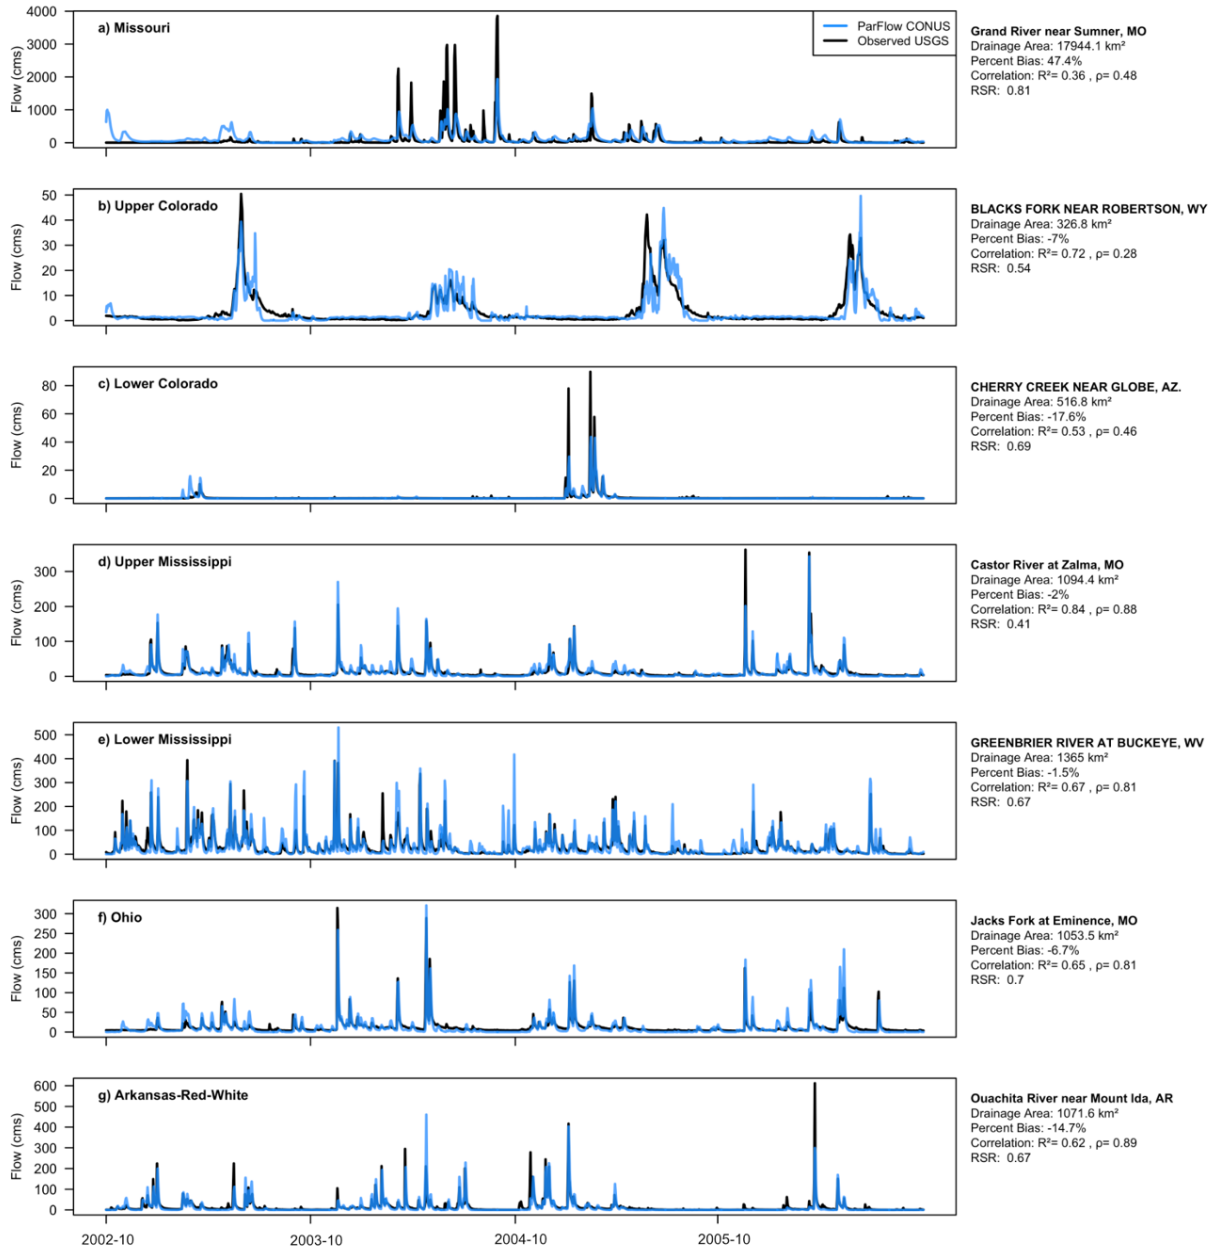 a) Missouri
ParFlow CONUS
Observed USGS
Flow (cms)
4000
3000
2000
1000
0
Grand River near Sumner, MO
Drainage Area: 17944.1 km²
Percent Bias: 47.4%
Correlation: R²= 0.36 , ρ= 0.48
RSR: 0.81
b) Upper Colorado
Flow (cms)
50
40
30
20
10
0
BLACKS FORK NEAR ROBERTSON, WY
Drainage Area: 326.8 km²
Percent Bias: -7%
Correlation: R²= 0.72 , ρ= 0.28
RSR: 0.54
c) Lower Colorado
Flow (cms)
80
60
40
20
0
CHERRY CREEK NEAR GLOBE, AZ.
Drainage Area: 516.8 km²
Percent Bias: -17.6%
Correlation: R²= 0.53 , ρ= 0.46
RSR: 0.69
d) Upper Mississippi
Flow (cms)
300
200
100
0
Castor River at Zalma, MO
Drainage Area: 1094.4 km²
Percent Bias: -2%
Correlation: R²= 0.84 , ρ= 0.88
RSR: 0.41
e) Lower Mississippi
Flow (cms)
500
400
300
200
100
0
GREENBRIER RIVER AT BUCKEYE, WV
Drainage Area: 1365 km²
Percent Bias: -1.5%
Correlation: R²= 0.67 , ρ= 0.81
RSR: 0.67
f) Ohio
Flow (cms)
300
250
200
150
100
50
0
Jacks Fork at Eminence, MO
Drainage Area: 1053.5 km²
Percent Bias: -6.7%
Correlation: R²= 0.65 , ρ= 0.81
RSR: 0.7
g) Arkansas-Red-White
Flow (cms)
600
500
400
300
200
100
0
Ouachita River near Mount Ida, AR
Drainage Area: 1071.6 km²
Percent Bias: -14.7%
Correlation: R²= 0.62 , ρ= 0.89
RSR: 0.67
2002-10
2003-10
2004-10
2005-10